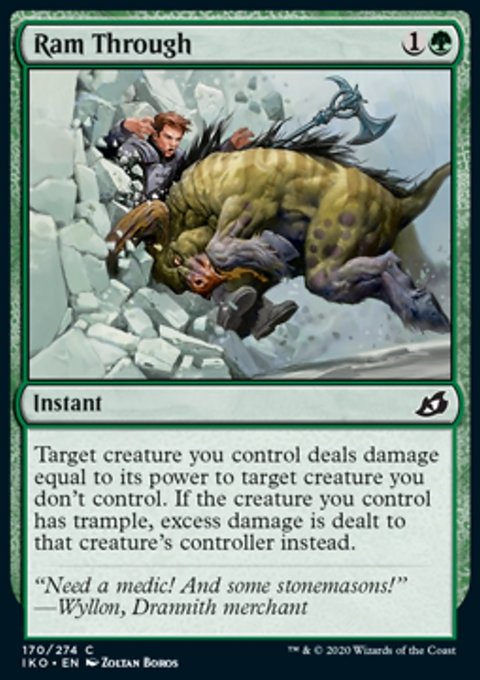 Ram Through 1
Instant
Target creature you control deals damage
equal to its power to target creature you
don't control. If the creature you control
has trample, excess damage is dealt to
that creature's controller instead.
"Need a medic! And some stonemasons!"
—Wyllon, Drannith merchant
170/274 C
IKO • EN Zoltan Boros
™ & © 2020 Wizards of the Coast